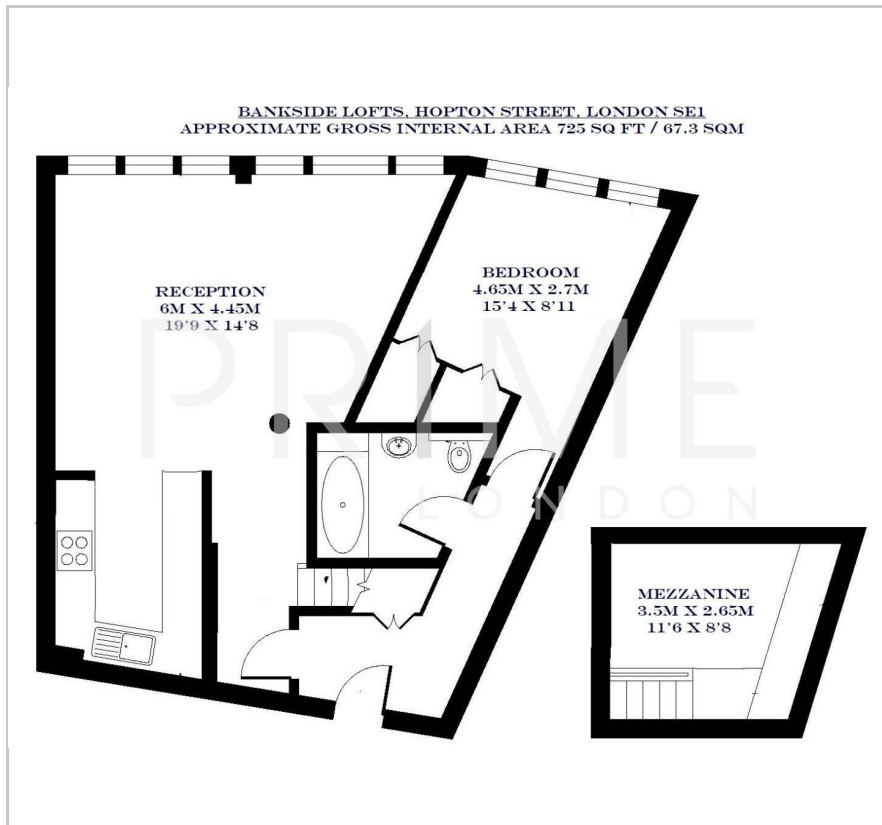 BANKSIDE LOFTS, HOPTON STREET, LONDON SE1
APPROXIMATE GROSS INTERNAL AREA 725 SQ FT / 67.3 SQM
RECEPTION
6M X 4.45M
19'9 X 14'8
BEDROOM
4.65M X 2.7M
15'4 X 8'11
PRIME
LONDON
MEZZANINE
3.5M X 2.65M
11'6 X 8'8